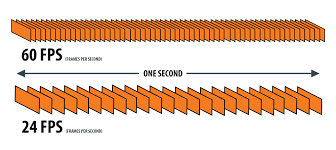 60 FPS (FRAMES PER SECOND)
ONE SECOND
24 FPS (FRAMES PER SECOND)